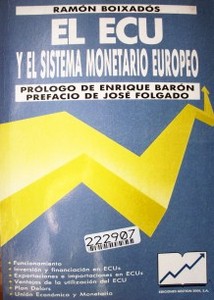 RAMÓN BOIXADÓS
EL ECU
Y EL SISTEMA MONETARIO EUROPEO
PRÓLOGO DE ENRIQUE BARÓN
PREFACIO DE JOSÉ FOLGADO
222907
• Funcionamiento
• Inversión y financiación en ECUs
• Exportaciones e importaciones en ECUs
• Ventajas de la utilización del ECU
• Plan Delors
• Unión Económica y Monetaria